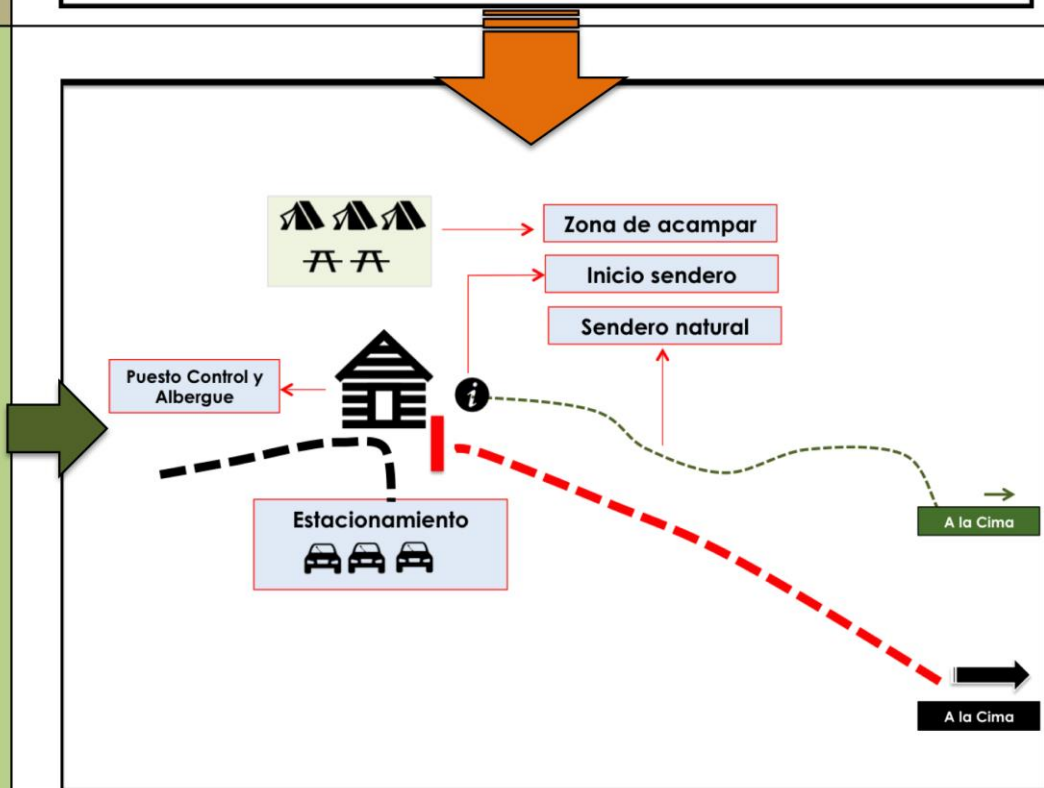 Zona de acampar
Inicio sendero
Sendero natural
Puesto Control y
Albergue
i
Estacionamiento
A la Cima
A la Cima